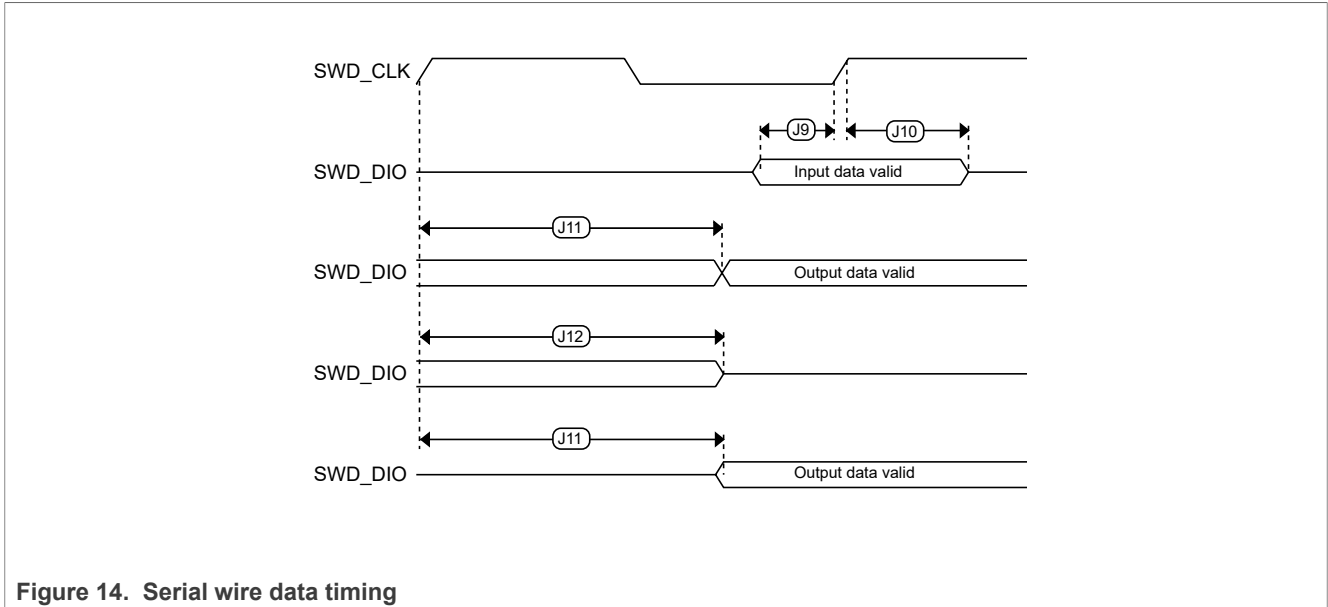 SWD_CLK
J9
J10
SWD_DIO
Input data valid
J11
SWD_DIO
Output data valid
J12
SWD_DIO
J11
SWD_DIO
Output data valid
Figure 14. Serial wire data timing